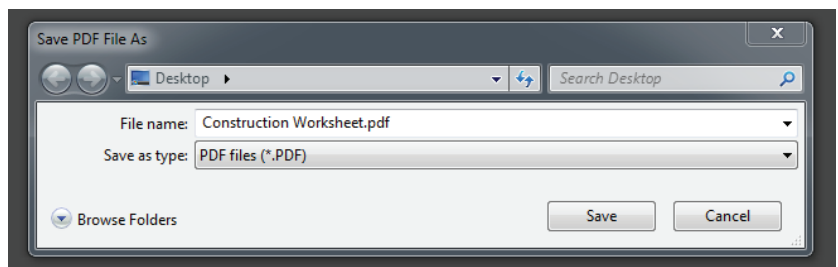 Save PDF File As
Desktop
Search Desktop
File name: Construction Worksheet.pdf
Save as type: PDF files (*.PDF)
Browse Folders Save Cancel